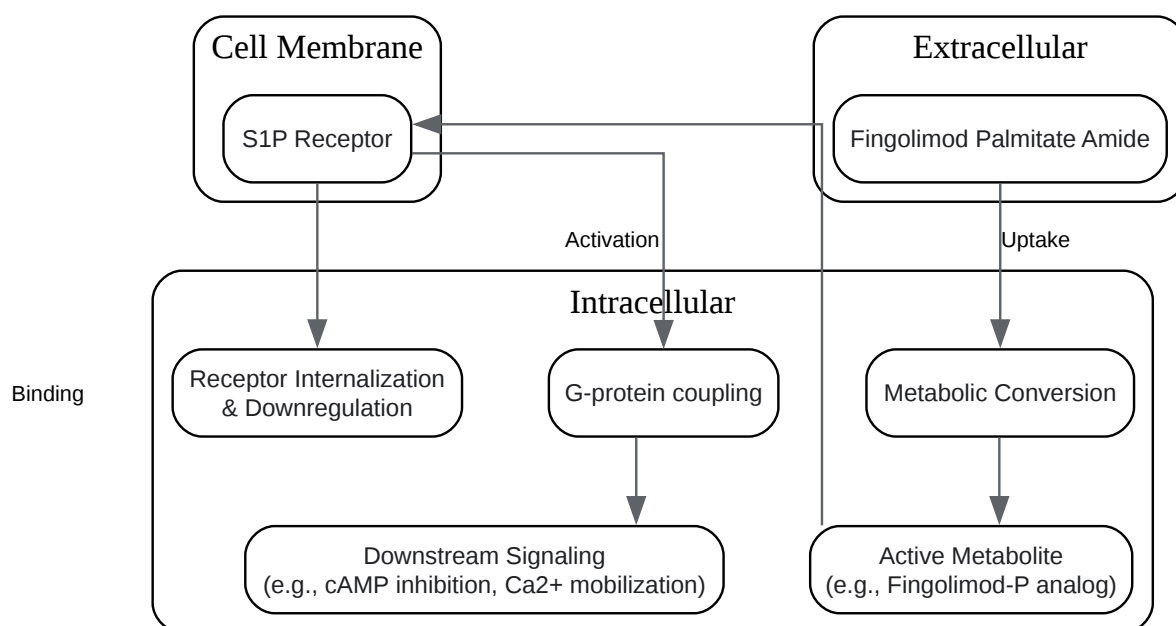 Cell Membrane
Extracellular
S1P Receptor
Fingolimod Palmitate Amide
Activation
Uptake
Intracellular
Binding
Receptor Internalization
& Downregulation
G-protein coupling
Metabolic Conversion
Downstream Signaling
(e.g., cAMP inhibition, Ca2+ mobilization)
Active Metabolite
(e.g., Fingolimod-P analog)